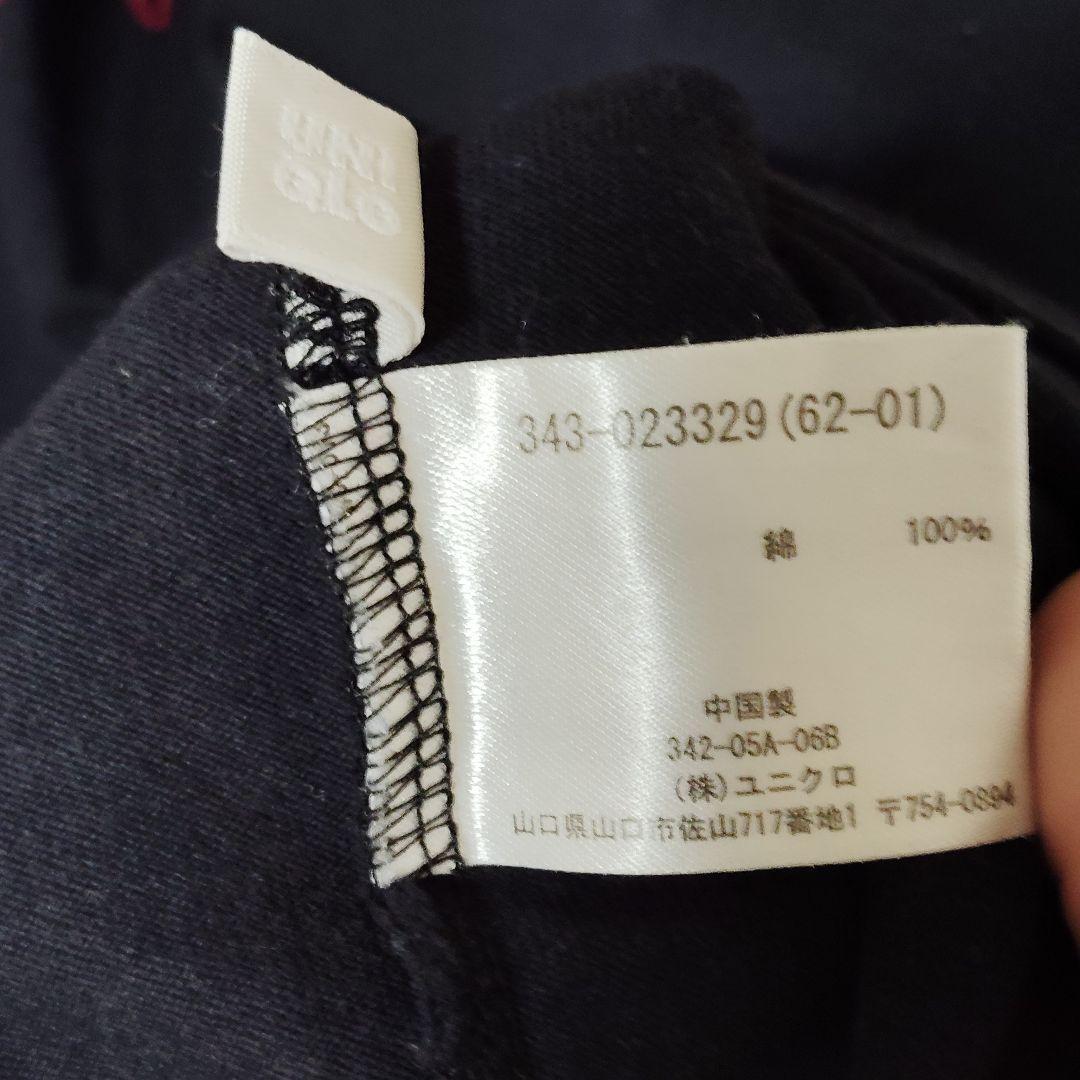 UNI
QLO
343-023329(62-01)
綿 100%
中国製
342-05A-06B
(株)ユニクロ
山口県山口市佐山717番地1 〒754-0894